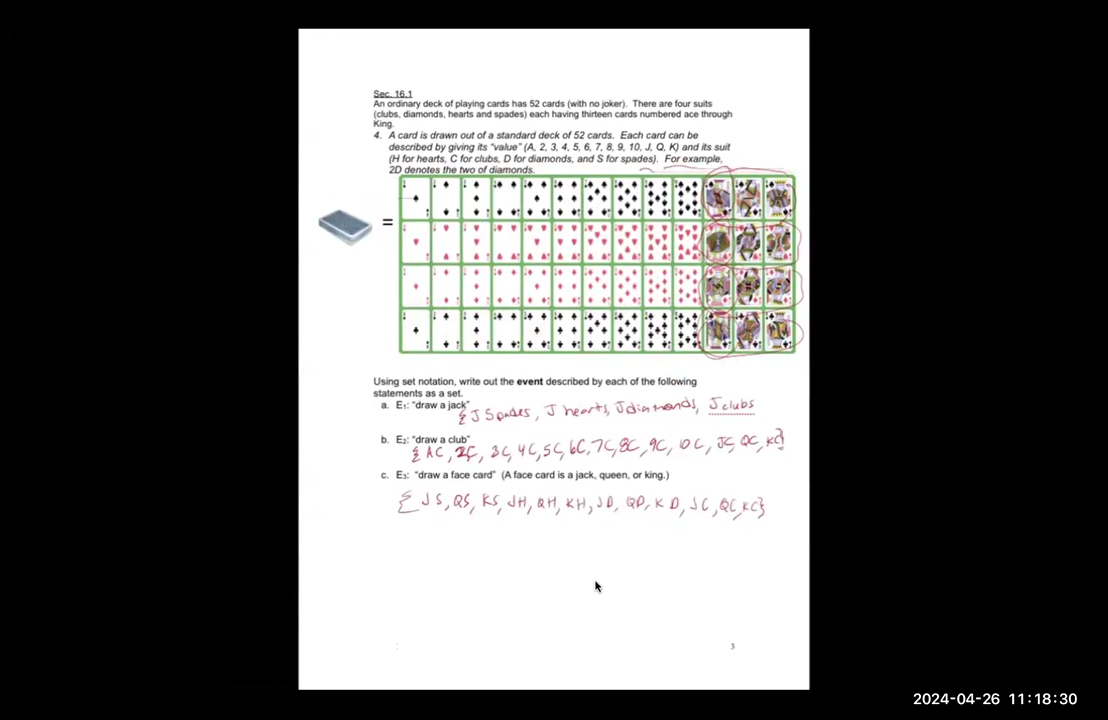 Sec. 16.1
An ordinary deck of playing cards has 52 cards (with no joker). There are four suits
(clubs, diamonds, hearts and spades) each having thirteen cards numbered ace through
King.
4. A card is drawn out of a standard deck of 52 cards. Each card can be
described by giving its "value" (A, 2, 3, 4, 5, 6, 7, 8, 9, 10, J, Q, K) and its suit
(H for hearts, C for clubs, D for diamonds, and S for spades). For example,
2D denotes the two of diamonds.
=
Using set notation, write out the event described by each of the following
statements as a set.
a. E₁: "draw a jack"
{J Spades, J hearts, J diamonds, J clubs
b. E₂: "draw a club"
{AC, 2C, 3C, 4C, 5C, 6C, 7C, 8C, 9C, 10C, JC, QC, KC}
c. E₃: "draw a face card" (A face card is a jack, queen, or king.)
{JS, QS, KS, JH, QH, KH, JD, QD, KD, JC, QC, KC}
3
2024-04-26 11:18:30